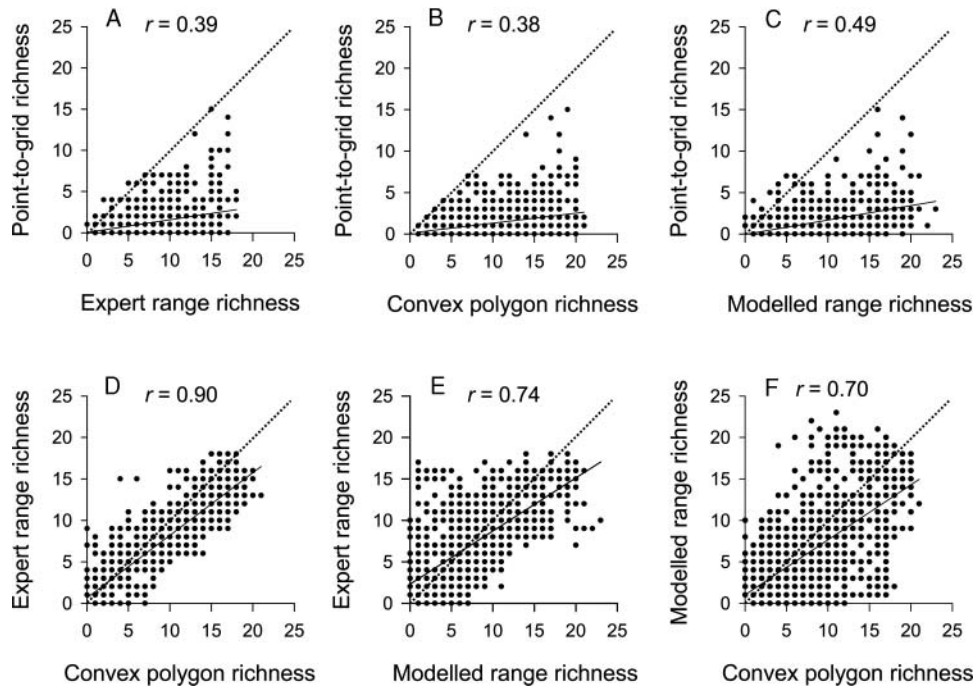 A
r = 0.39
Point-to-grid richness
25
20
15
10
5
0
0 5 10 15 20 25
Expert range richness
B
r = 0.38
Point-to-grid richness
25
20
15
10
5
0
0 5 10 15 20 25
Convex polygon richness
C
r = 0.49
Point-to-grid richness
25
20
15
10
5
0
0 5 10 15 20 25
Modelled range richness
D
r = 0.90
Expert range richness
25
20
15
10
5
0
0 5 10 15 20 25
Convex polygon richness
E
r = 0.74
Expert range richness
25
20
15
10
5
0
0 5 10 15 20 25
Modelled range richness
F
r = 0.70
Modelled range richness
25
20
15
10
5
0
0 5 10 15 20 25
Convex polygon richness